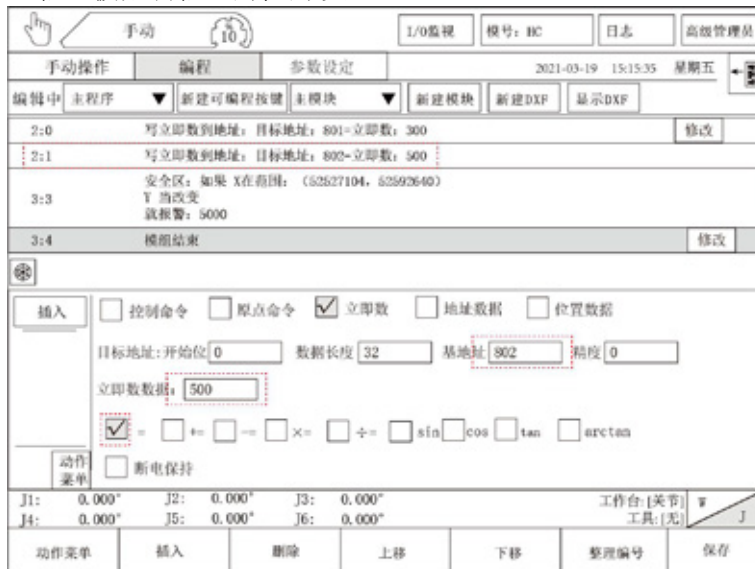 手动 10 I/O监视 模号: HC 日志 高级管理员
手动操作 编程 参数设定 2021-03-19 15:15:35 星期五
编辑中 主程序 新建可编程按键 主模块 新建模块 新建DXF 显示DXF
2:0 写立即数到地址: 目标地址: 801=立即数: 300 修改
2:1 写立即数到地址: 目标地址: 802=立即数: 500
安全区: 如果 X在范围: (52527104, 52592640)
3:3 Y 当改变
就报警: 5000
3:4 模组结束 修改
插入 控制命令 原点命令 立即数 地址数据 位置数据
目标地址:开始位 0 数据长度 32 基地址 802 精度 0
立即数数据: 500
= += -= ×= ÷= sin cos tan arctan
动作菜单 断电保持
J1: 0.000° J2: 0.000° J3: 0.000° 工作台:[关节] W
J4: 0.000° J5: 0.000° J6: 0.000° 工具:[无] J
动作菜单 插入 删除 上移 下移 整理编号 保存